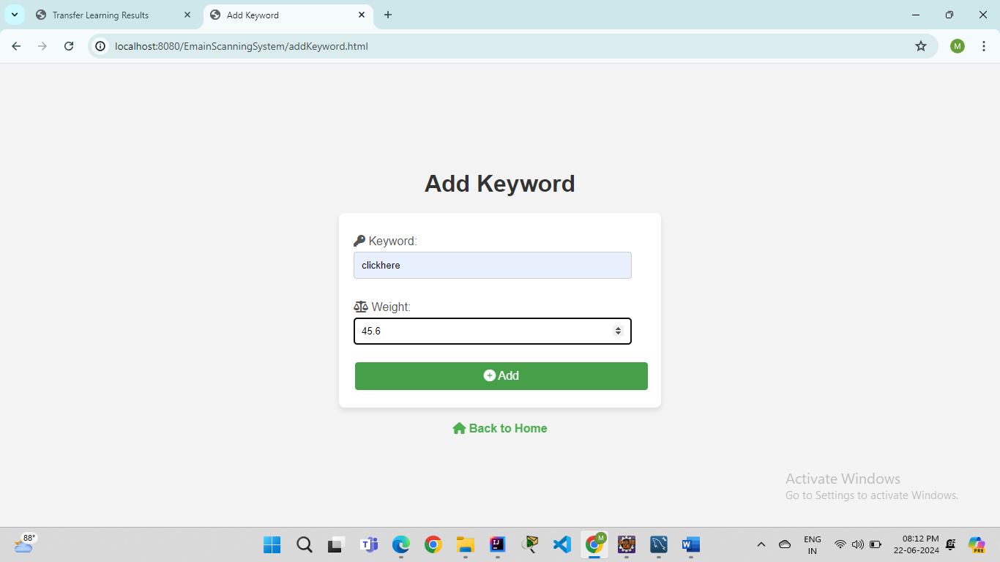 Transfer Learning Results
Add Keyword
localhost:8080/EmainScanningSystem/addKeyword.html
M
Add Keyword
Keyword:
clickhere
Weight:
45.6
Add
Back to Home
Activate Windows
Go to Settings to activate Windows.
88°
M
ENG
IN
08:12 PM
22-06-2024
PRE